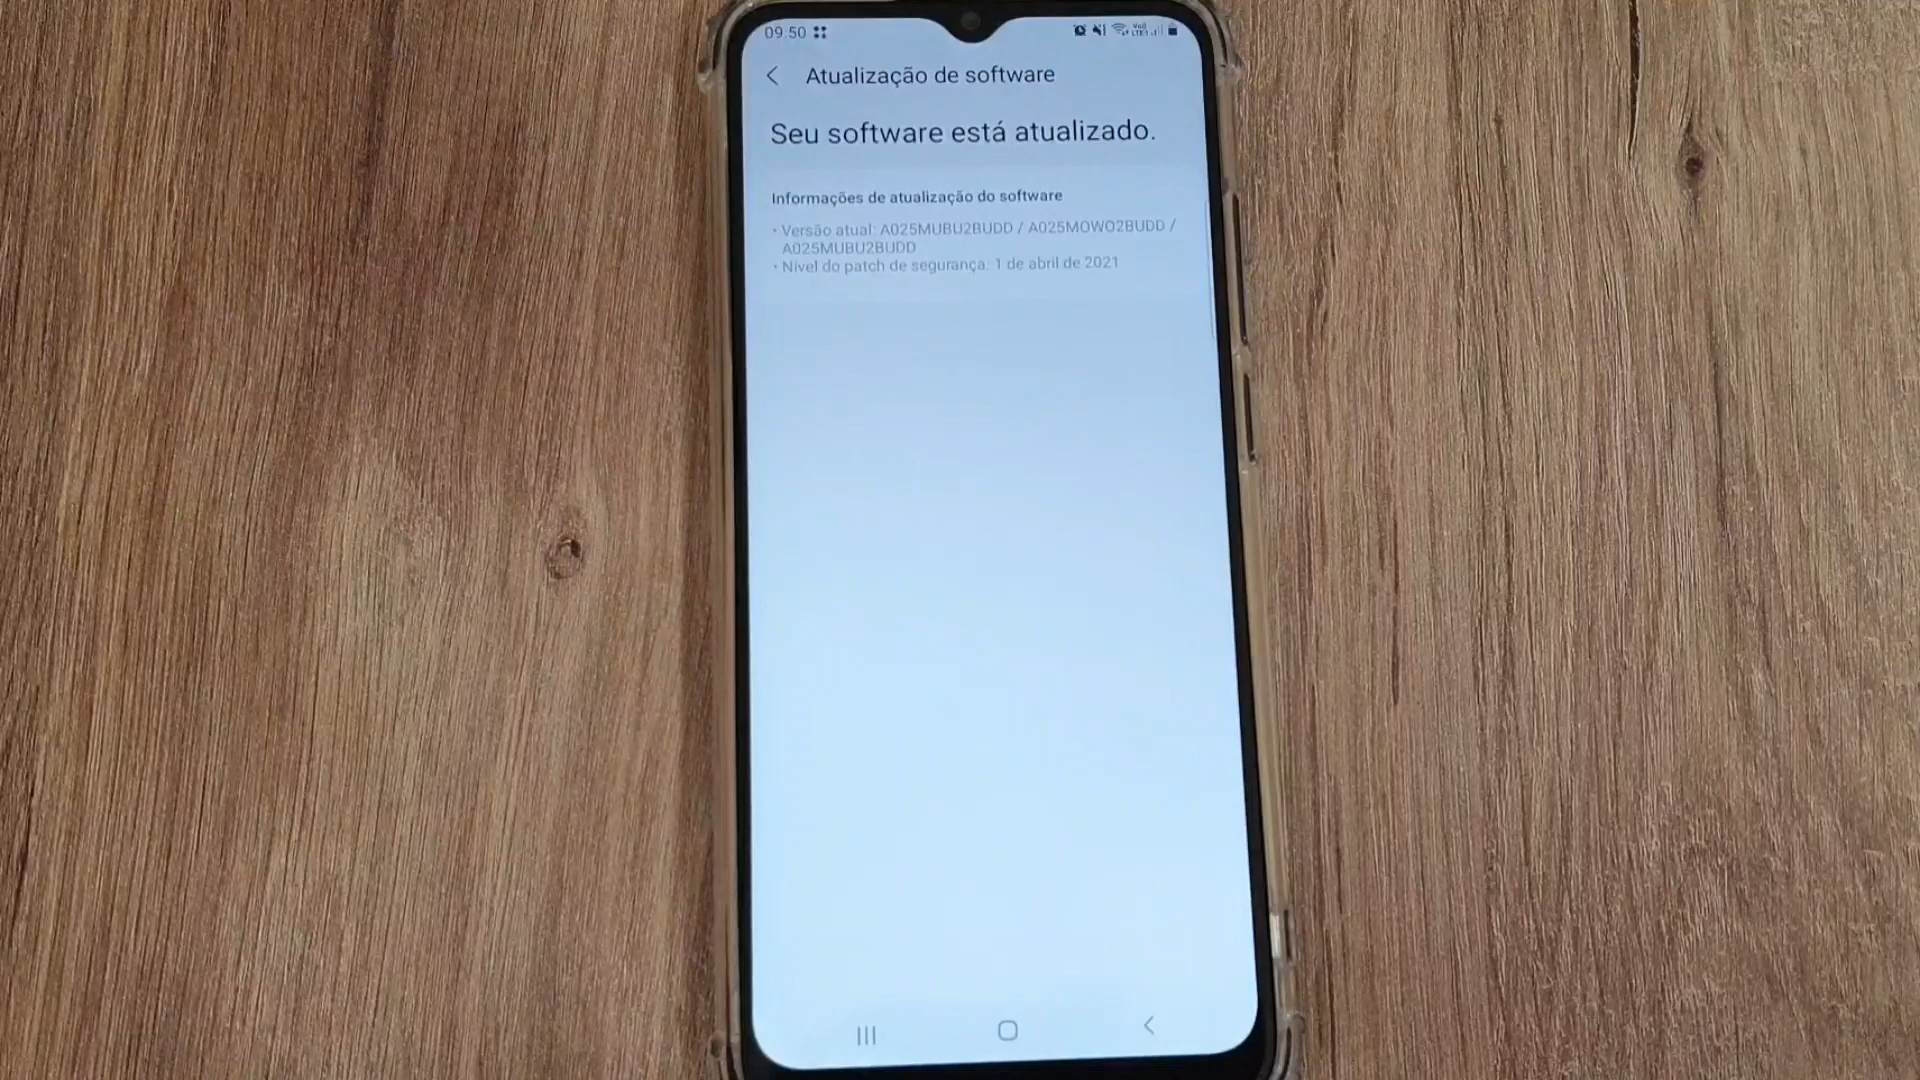 09.50
Atualização de software
Seu software está atualizado.
Informações de atualização do software
• Versão atual: A025MUBU2BUDD / A025MOWO2BUDD /
A025MUBU2BUDD
• Nível do patch de segurança: 1 de abril de 2021